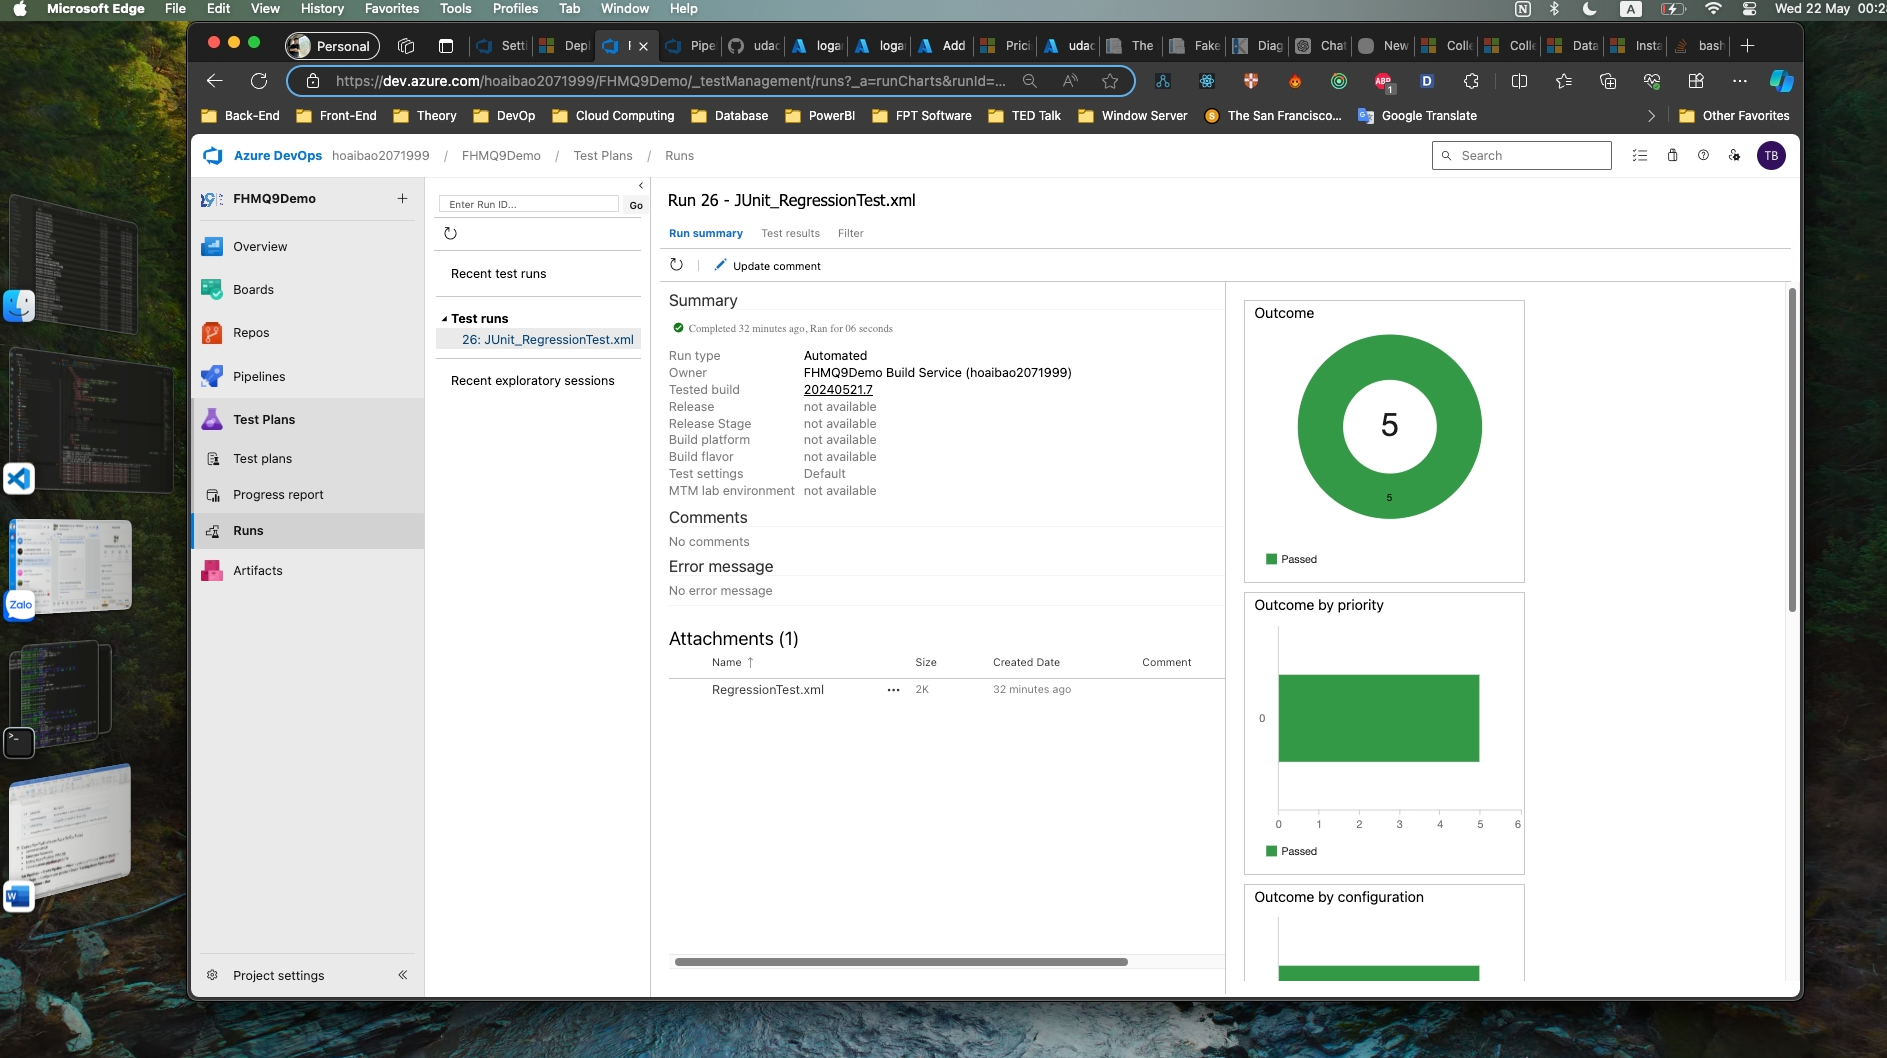 Microsoft Edge File Edit View History Favorites Tools Profiles Tab Window Help A Wed 22 May 00:2
Personal Setti Depl Pipe udac loga loga Add Prici udac The Fake Diag Chat New Colle Colle Data Insta bash
https://dev.azure.com/hoaibao2071999/FHMQ9Demo/_testManagement/runs?_a=runCharts&runId=... ABP 1 D
Back-End Front-End Theory DevOp Cloud Computing Database PowerBI FPT Software TED Talk Window Server The San Francisco... Google Translate Other Favorites
Azure DevOps hoaibao2071999 / FHMQ9Demo / Test Plans / Runs Search TB
FHMQ9Demo
Overview
Boards
Repos
Pipelines
Test Plans
Test plans
Progress report
Runs
Artifacts
Project settings
Enter Run ID... Go
Recent test runs
Test runs
26: JUnit_RegressionTest.xml
Recent exploratory sessions
Run 26 - JUnit_RegressionTest.xml
Run summary Test results Filter
Update comment
Summary
Completed 32 minutes ago, Ran for 06 seconds
Run type Automated
Owner FHMQ9Demo Build Service (hoaibao2071999)
Tested build 20240521.7
Release not available
Release Stage not available
Build platform not available
Build flavor not available
Test settings Default
MTM lab environment not available
Comments
No comments
Error message
No error message
Attachments (1)
Name ↑ Size Created Date Comment
RegressionTest.xml ... 2K 32 minutes ago
Outcome
5
5
Passed
Outcome by priority
0
0 1 2 3 4 5 6
Passed
Outcome by configuration
Zalo